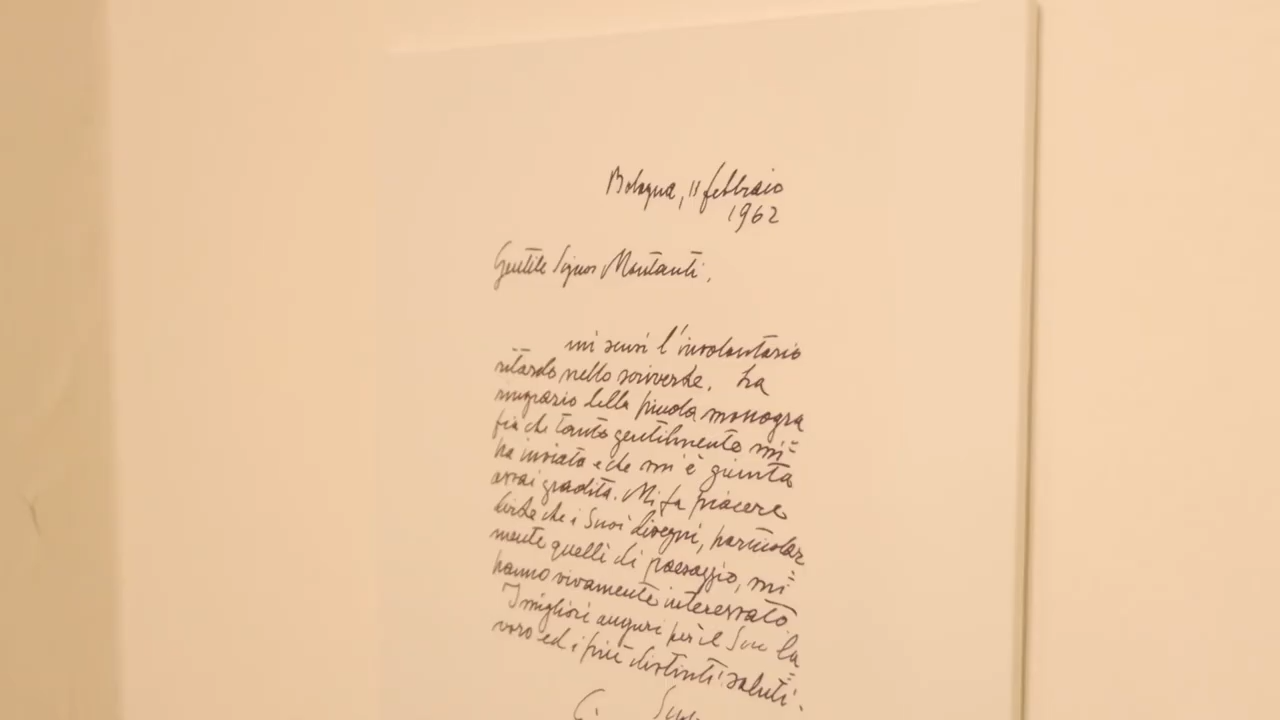 Bologna, 11 febbraio
1962
Gentile Signor Montanti,
mi scusi l'involontario
ritardo nello scriverLe. La
ringrazio della piccola monogra
fia che tanto gentilmente mi=
ha inviato e che mi è giunta
assai gradita. Mi fa piacere
dirLe che i Suoi disegni, particolar
mente quelli di paesaggio, mi=
hanno vivamente interessato
I migliori auguri per il Suo la=
voro ed i più distinti saluti.